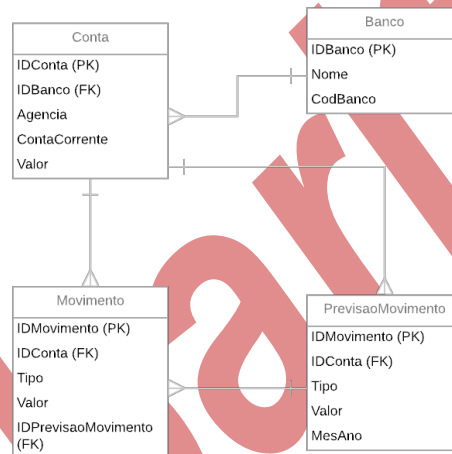 Conta
IDConta (PK)
IDBanco (FK)
Agencia
ContaCorrente
Valor
Banco
IDBanco (PK)
Nome
CodBanco
Movimento
IDMovimento (PK)
IDConta (FK)
Tipo
Valor
IDPrevisaoMovimento
(FK)
PrevisaoMovimento
IDMovimento (PK)
IDConta (FK)
Tipo
Valor
MesAno